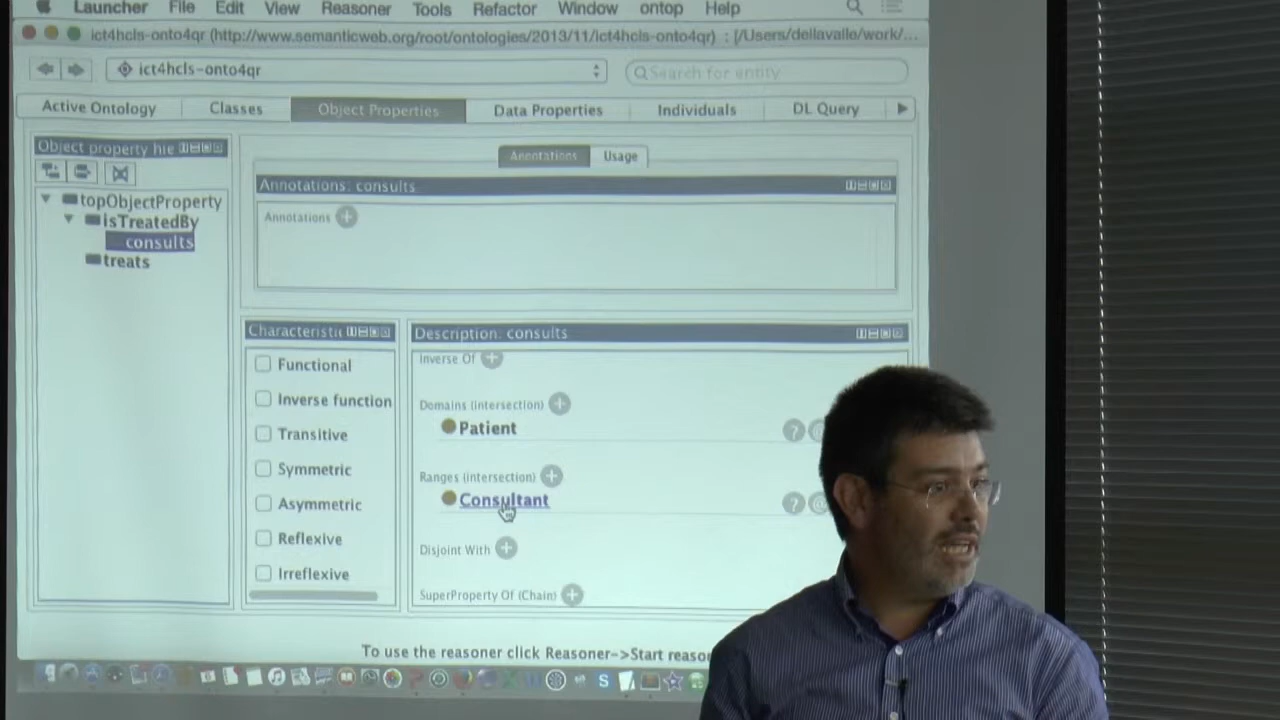 Launcher File Edit View Reasoner Tools Refactor Window ontop Help
ict4hcls-onto4qr (http://www.semanticweb.org/root/ontologies/2013/11/ict4hcls-onto4qr) : [/Users/dellavalle/work/...
ict4hcls-onto4qr
Search for entity
Active Ontology Classes Object Properties Data Properties Individuals DL Query
Object property hie
Annotations Usage
Annotations: consults
topObjectProperty
isTreatedBy
consults
treats
Annotations
Characteristic
Description: consults
Functional
Inverse function
Transitive
Symmetric
Asymmetric
Reflexive
Irreflexive
Inverse Of
Domains (intersection)
Patient
Ranges (intersection)
Consultant
Disjoint With
SuperProperty Of (Chain)
To use the reasoner click Reasoner->Start reaso